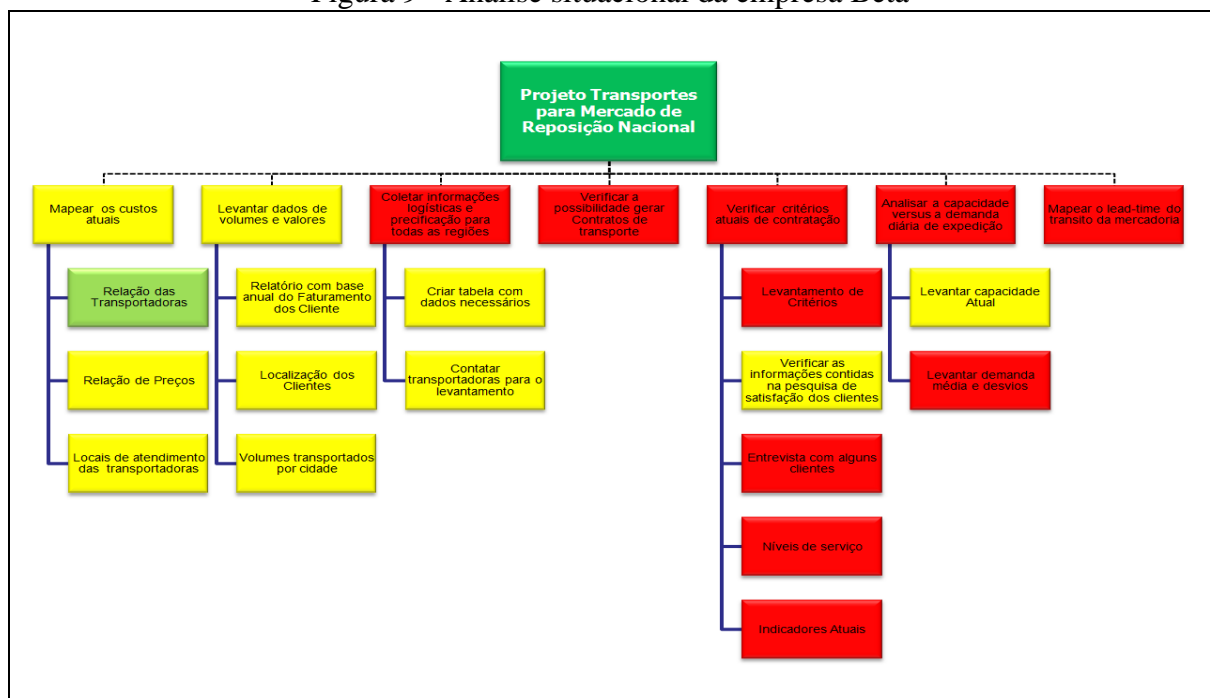 Figura 9 - Análise situacional da empresa Beta
Projeto Transportes
para Mercado de
Reposição Nacional
Mapear os custos
atuais
Levantar dados de
volumes e valores
Coletar informações
logísticas e
precificação para
todas as regiões
Verificar a
possibilidade gerar
Contratos de
transporte
Verificar critérios
atuais de contratação
Analisar a capacidade
versus a demanda
diária de expedição
Mapear o lead-time do
transito da mercadoria
Relação das
Transportadoras
Relatório com base
anual do Faturamento
dos Cliente
Criar tabela com
dados necessários
Levantamento de
Critérios
Levantar capacidade
Atual
Relação de Preços
Localização dos
Clientes
Contatar
transportadoras para o
levantamento
Verificar as
informações contidas
na pesquisa de
satisfação dos clientes
Levantar demanda
média e desvios
Locais de atendimento
das transportadoras
Volumes transportados
por cidade
Entrevista com alguns
clientes
Níveis de serviço
Indicadores Atuais